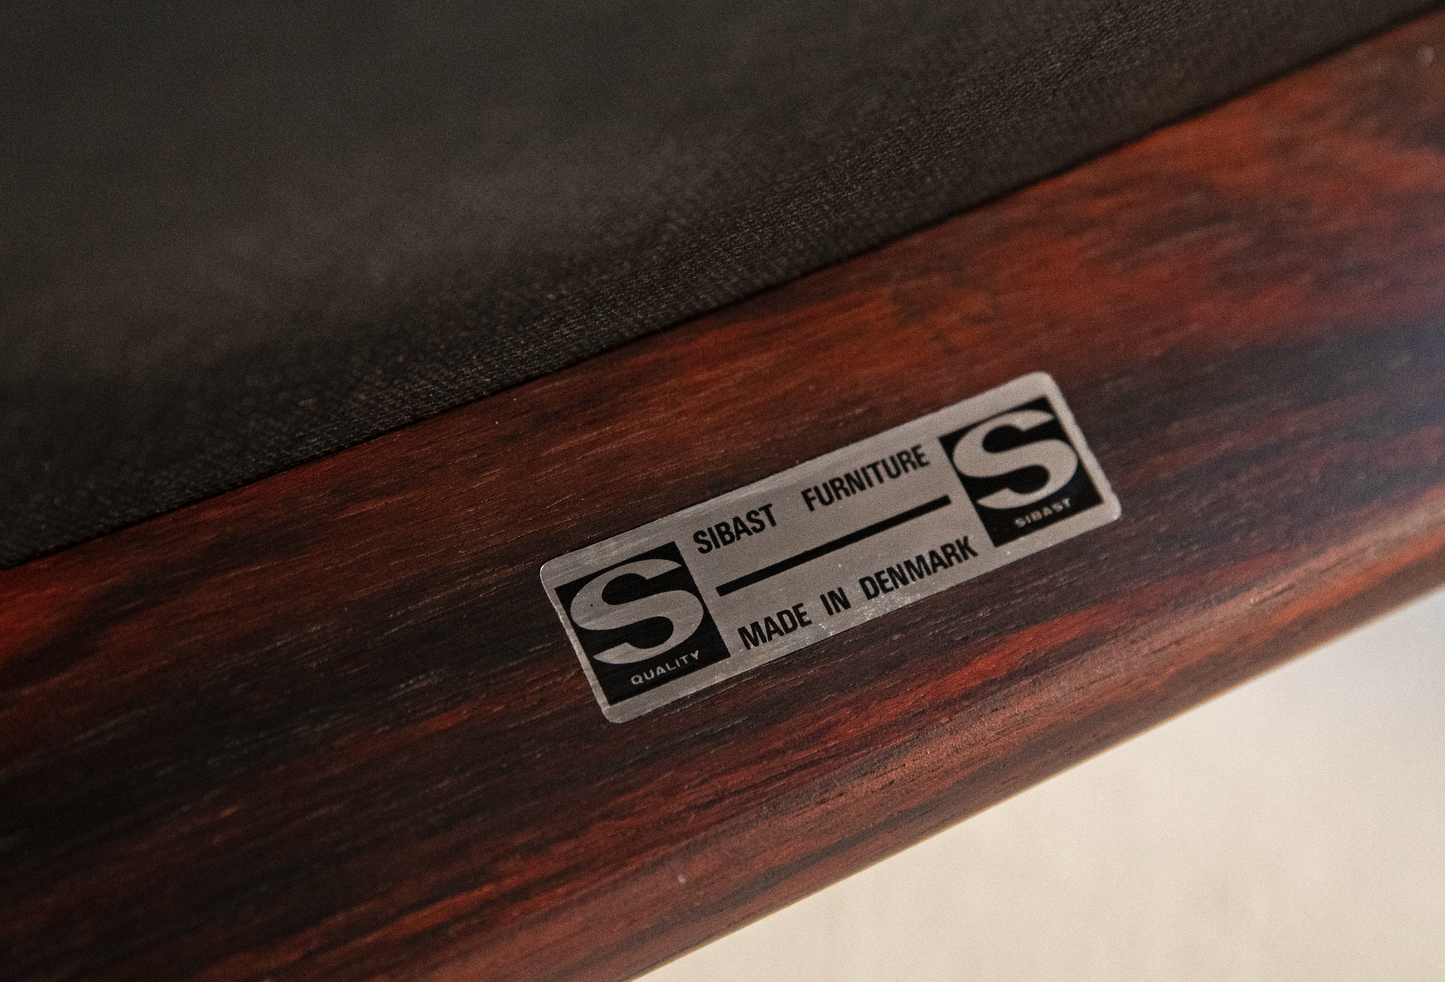 S
QUALITY
SIBAST FURNITURE
MADE IN DENMARK
S
SIBAST